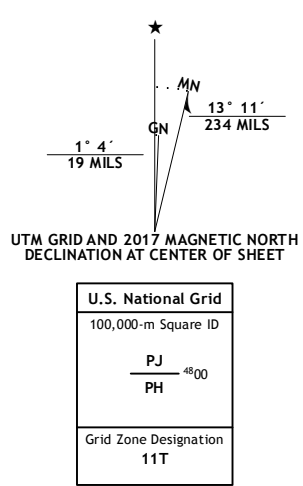 ★
MN
GN
13° 11´
234 MILS
1° 4´
19 MILS
UTM GRID AND 2017 MAGNETIC NORTH
DECLINATION AT CENTER OF SHEET
U.S. National Grid
100,000-m Square ID
PJ
4800
PH
Grid Zone Designation
11T